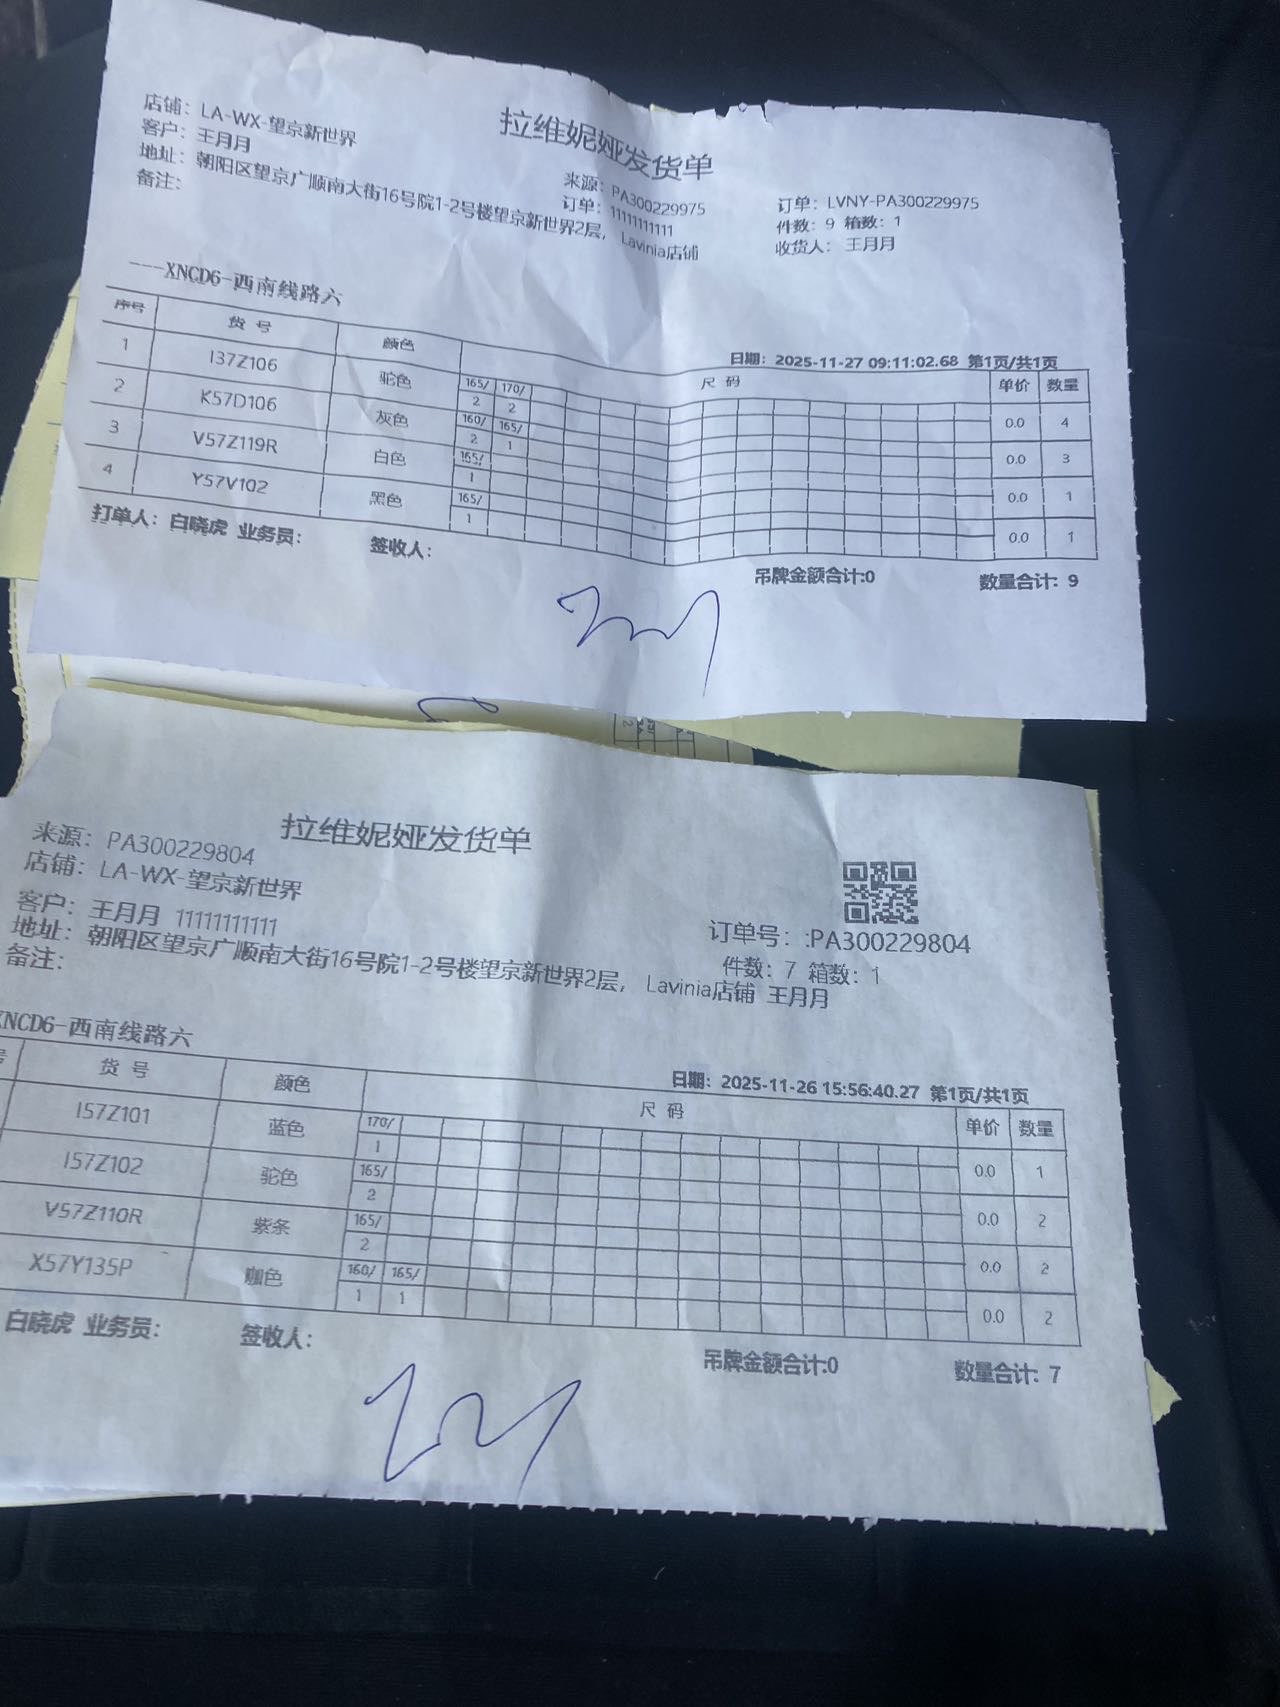 拉维妮娅发货单
店铺：LA-WX-望京新世界
客户：王月月
来源：PA300229975
订单：11111111111
订单：LVNY-PA300229975
地址：朝阳区望京广顺南大街16号院1-2号楼望京新世界2层，Lavinia店铺
件数：9 箱数：1
备注：
收货人：王月月
---XNCD6-西南线路六
日期：2025-11-27 09:11:02.68 第1页/共1页
序号 货号 颜色 尺码 单价 数量
1 I37Z106 驼色 165/ 170/ 0.0 4
2 2
2 K57D106 灰色 160/ 165/ 0.0 3
2 1
3 V57Z119R 白色 165/ 0.0 1
1
4 Y57V102 黑色 165/ 0.0 1
1
打单人：白晓虎 业务员： 签收人： 吊牌金额合计:0 数量合计：9
拉维妮娅发货单
来源：PA300229804
店铺：LA-WX-望京新世界
客户：王月月 11111111111
订单号：:PA300229804
地址：朝阳区望京广顺南大街16号院1-2号楼望京新世界2层，Lavinia店铺 王月月
件数：7 箱数：1
备注：
XNCD6-西南线路六
日期：2025-11-26 15:56:40.27 第1页/共1页
号 货号 颜色 尺码 单价 数量
I57Z101 蓝色 170/ 0.0 1
1
I57Z102 驼色 165/ 0.0 2
2
V57Z110R 紫条 165/ 0.0 2
2
X57Y135P 咖色 160/ 165/ 0.0 2
1 1
白晓虎 业务员： 签收人： 吊牌金额合计:0 数量合计：7